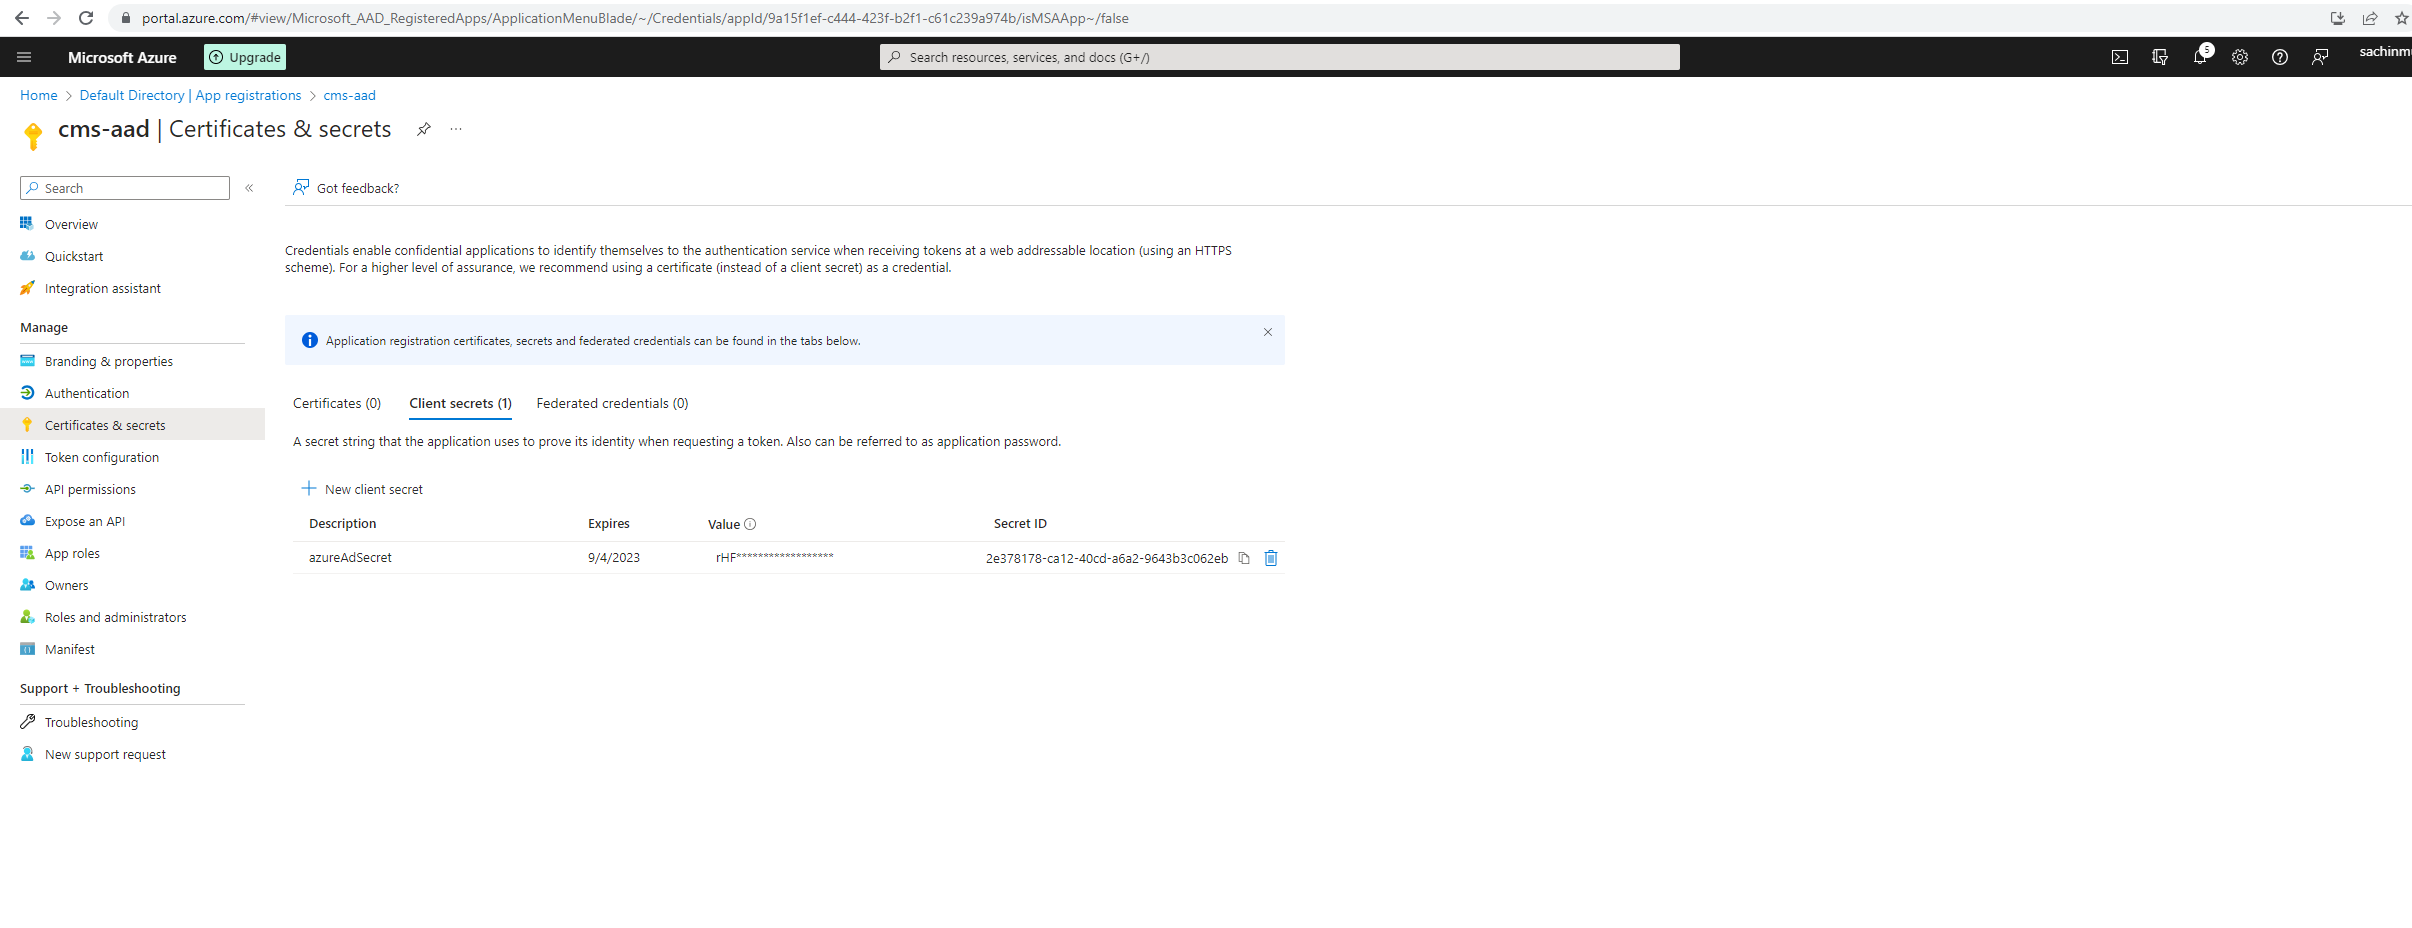 portal.azure.com/#view/Microsoft_AAD_RegisteredApps/ApplicationMenuBlade/~/Credentials/appId/9a15f1ef-c444-423f-b2f1-c61c239a974b/isMSAApp~/false
Microsoft Azure
Upgrade
Search resources, services, and docs (G+/)
5
sachinm
Home > Default Directory | App registrations > cms-aad
cms-aad | Certificates & secrets
Search
Got feedback?
Overview
Quickstart
Integration assistant
Manage
Branding & properties
Authentication
Certificates & secrets
Token configuration
API permissions
Expose an API
App roles
Owners
Roles and administrators
Manifest
Support + Troubleshooting
Troubleshooting
New support request
Credentials enable confidential applications to identify themselves to the authentication service when receiving tokens at a web addressable location (using an HTTPS
scheme). For a higher level of assurance, we recommend using a certificate (instead of a client secret) as a credential.
Application registration certificates, secrets and federated credentials can be found in the tabs below.
Certificates (0) Client secrets (1) Federated credentials (0)
A secret string that the application uses to prove its identity when requesting a token. Also can be referred to as application password.
New client secret
Description Expires Value Secret ID
azureAdSecret 9/4/2023 rHF****************** 2e378178-ca12-40cd-a6a2-9643b3c062eb